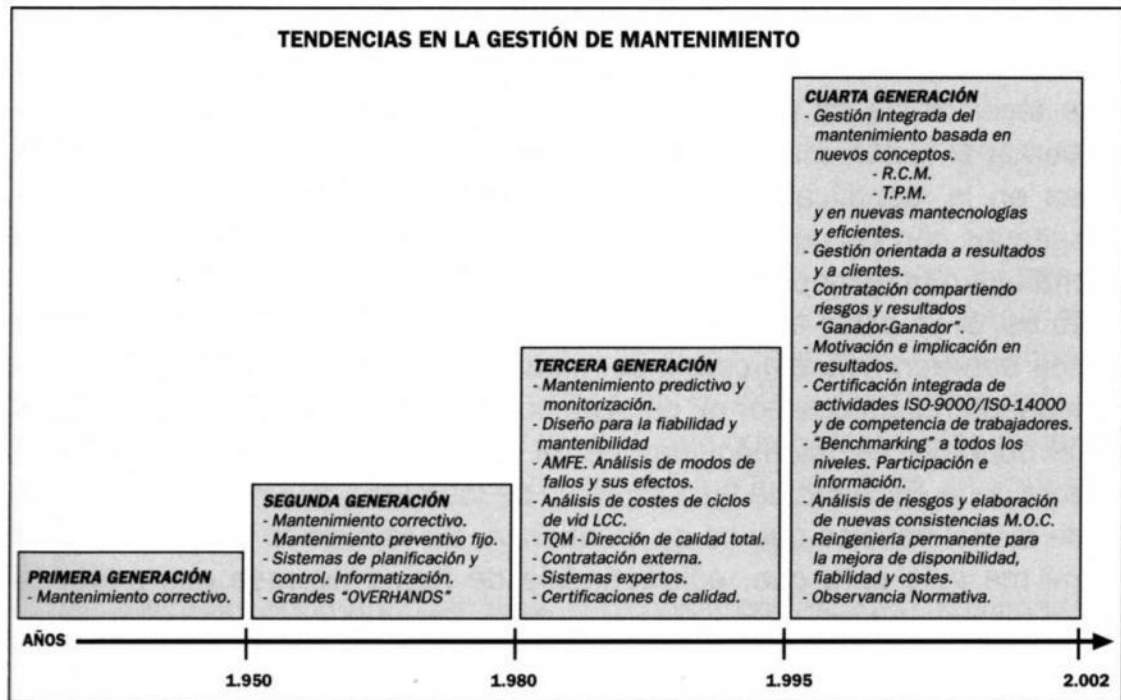 TENDENCIAS EN LA GESTIÓN DE MANTENIMIENTO
PRIMERA GENERACIÓN
- Mantenimiento correctivo.
SEGUNDA GENERACIÓN
- Mantenimiento correctivo.
- Mantenimiento preventivo fijo.
- Sistemas de planificación y
control. Informatización.
- Grandes "OVERHANDS"
TERCERA GENERACIÓN
- Mantenimiento predictivo y
monitorización.
- Diseño para la fiabilidad y
mantenibilidad
- AMFE. Análisis de modos de
fallos y sus efectos.
- Análisis de costes de ciclos
de vid LCC.
- TQM - Dirección de calidad total.
- Contratación externa.
- Sistemas expertos.
- Certificaciones de calidad.
CUARTA GENERACIÓN
- Gestión Integrada del
mantenimiento basada en
nuevos conceptos.
- R.C.M.
- T.P.M.
y en nuevas mantecnologías
y eficientes.
- Gestión orientada a resultados
y a clientes.
- Contratación compartiendo
riesgos y resultados
"Ganador-Ganador".
- Motivación e implicación en
resultados.
- Certificación integrada de
actividades ISO-9000/ISO-14000
y de competencia de trabajadores.
- "Benchmarking" a todos los
niveles. Participación e
información.
- Análisis de riesgos y elaboración
de nuevas consistencias M.O.C.
- Reingeniería permanente para
la mejora de disponibilidad,
fiabilidad y costes.
- Observancia Normativa.
AÑOS
1.950
1.980
1.995
2.002